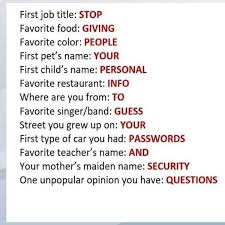 First job title: STOP
Favorite food: GIVING
Favorite color: PEOPLE
First pet's name: YOUR
First child's name: PERSONAL
Favorite restaurant: INFO
Where are you from: TO
Favorite singer/band: GUESS
Street you grew up on: YOUR
First type of car you had: PASSWORDS
Favorite teacher's name: AND
Your mother's maiden name: SECURITY
One unpopular opinion you have: QUESTIONS